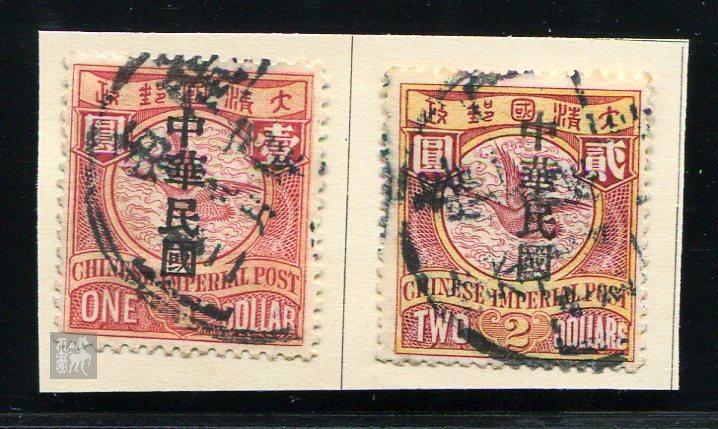 大清國郵政
壹圓
中華民國
CHINESE IMPERIAL POST
ONE DOLLAR
大清國郵政
貳圓
中華民國
CHINESE IMPERIAL POST
TWO 2 DOLLARS